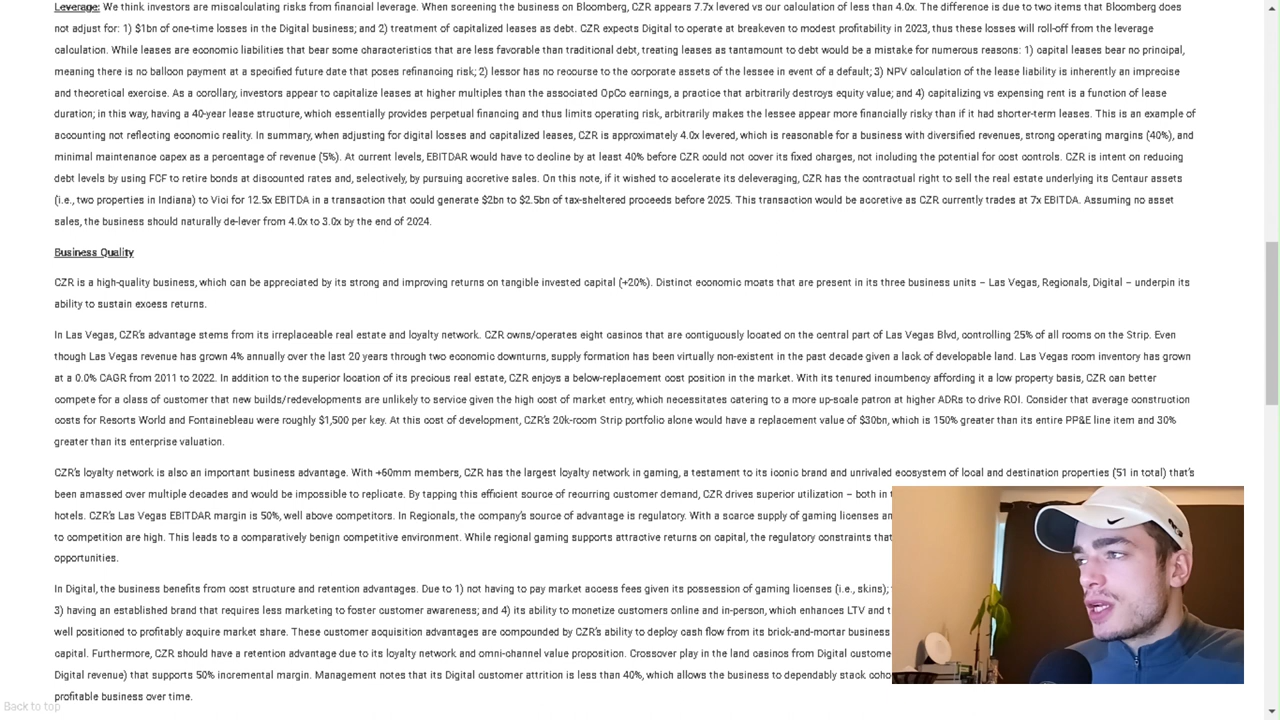 Leverage: We think investors are miscalculating risks from financial leverage. When screening the business on Bloomberg, CZR appears 7.7x levered vs our calculation of less than 4.0x. The difference is due to two items that Bloomberg does
not adjust for: 1) $1bn of one-time losses in the Digital business; and 2) treatment of capitalized leases as debt. CZR expects Digital to operate at breakeven to modest profitability in 2023, thus these losses will roll-off from the leverage
calculation. While leases are economic liabilities that bear some characteristics that are less favorable than traditional debt, treating leases as tantamount to debt would be a mistake for numerous reasons: 1) capital leases bear no principal,
meaning there is no balloon payment at a specified future date that poses refinancing risk; 2) lessor has no recourse to the corporate assets of the lessee in event of a default; 3) NPV calculation of the lease liability is inherently an imprecise
and theoretical exercise. As a corollary, investors appear to capitalize leases at higher multiples than the associated OpCo earnings, a practice that arbitrarily destroys equity value; and 4) capitalizing vs expensing rent is a function of lease
duration; in this way, having a 40-year lease structure, which essentially provides perpetual financing and thus limits operating risk, arbitrarily makes the lessee appear more financially risky than if it had shorter-term leases. This is an example of
accounting not reflecting economic reality. In summary, when adjusting for digital losses and capitalized leases, CZR is approximately 4.0x levered, which is reasonable for a business with diversified revenues, strong operating margins (40%), and
minimal maintenance capex as a percentage of revenue (5%). At current levels, EBITDAR would have to decline by at least 40% before CZR could not cover its fixed charges, not including the potential for cost controls. CZR is intent on reducing
debt levels by using FCF to retire bonds at discounted rates and, selectively, by pursuing accretive sales. On this note, if it wished to accelerate its deleveraging, CZR has the contractual right to sell the real estate underlying its Centaur assets
(i.e., two properties in Indiana) to Vici for 12.5x EBITDA in a transaction that could generate $2bn to $2.5bn of tax-sheltered proceeds before 2025. This transaction would be accretive as CZR currently trades at 7x EBITDA. Assuming no asset
sales, the business should naturally de-lever from 4.0x to 3.0x by the end of 2024.
Business Quality
CZR is a high-quality business, which can be appreciated by its strong and improving returns on tangible invested capital (+20%). Distinct economic moats that are present in its three business units – Las Vegas, Regionals, Digital – underpin its
ability to sustain excess returns.
In Las Vegas, CZR's advantage stems from its irreplaceable real estate and loyalty network. CZR owns/operates eight casinos that are contiguously located on the central part of Las Vegas Blvd, controlling 25% of all rooms on the Strip. Even
though Las Vegas revenue has grown 4% annually over the last 20 years through two economic downturns, supply formation has been virtually non-existent in the past decade given a lack of developable land. Las Vegas room inventory has grown
at a 0.0% CAGR from 2011 to 2022. In addition to the superior location of its precious real estate, CZR enjoys a below-replacement cost position in the market. With its tenured incumbency affording it a low property basis, CZR can better
compete for a class of customer that new builds/redevelopments are unlikely to service given the high cost of market entry, which necessitates catering to a more up-scale patron at higher ADRs to drive ROI. Consider that average construction
costs for Resorts World and Fontainebleau were roughly $1,500 per key. At this cost of development, CZR's 20k-room Strip portfolio alone would have a replacement value of $30bn, which is 150% greater than its entire PP&E line item and 30%
greater than its enterprise valuation.
CZR's loyalty network is also an important business advantage. With +60mm members, CZR has the largest loyalty network in gaming, a testament to its iconic brand and unrivaled ecosystem of local and destination properties (51 in total) that's
been amassed over multiple decades and would be impossible to replicate. By tapping this efficient source of recurring customer demand, CZR drives superior utilization – both in
hotels. CZR's Las Vegas EBITDAR margin is 50%, well above competitors. In Regionals, the company's source of advantage is regulatory. With a scarce supply of gaming licenses
to competition are high. This leads to a comparatively benign competitive environment. While regional gaming supports attractive returns on capital, the regulatory constraints
opportunities.
In Digital, the business benefits from cost structure and retention advantages. Due to 1) not having to pay market access fees given its possession of gaming licenses (i.e., skins);
3) having an established brand that requires less marketing to foster customer awareness; and 4) its ability to monetize customers online and in-person, which enhances LTV and
well positioned to profitably acquire market share. These customer acquisition advantages are compounded by CZR's ability to deploy cash flow from its brick-and-mortar business
capital. Furthermore, CZR should have a retention advantage due to its loyalty network and omni-channel value proposition. Crossover play in the land casinos from Digital
Digital revenue) that supports 50% incremental margin. Management notes that its Digital customer attrition is less than 40%, which allows the business to dependably stack
profitable business over time.
Back to top